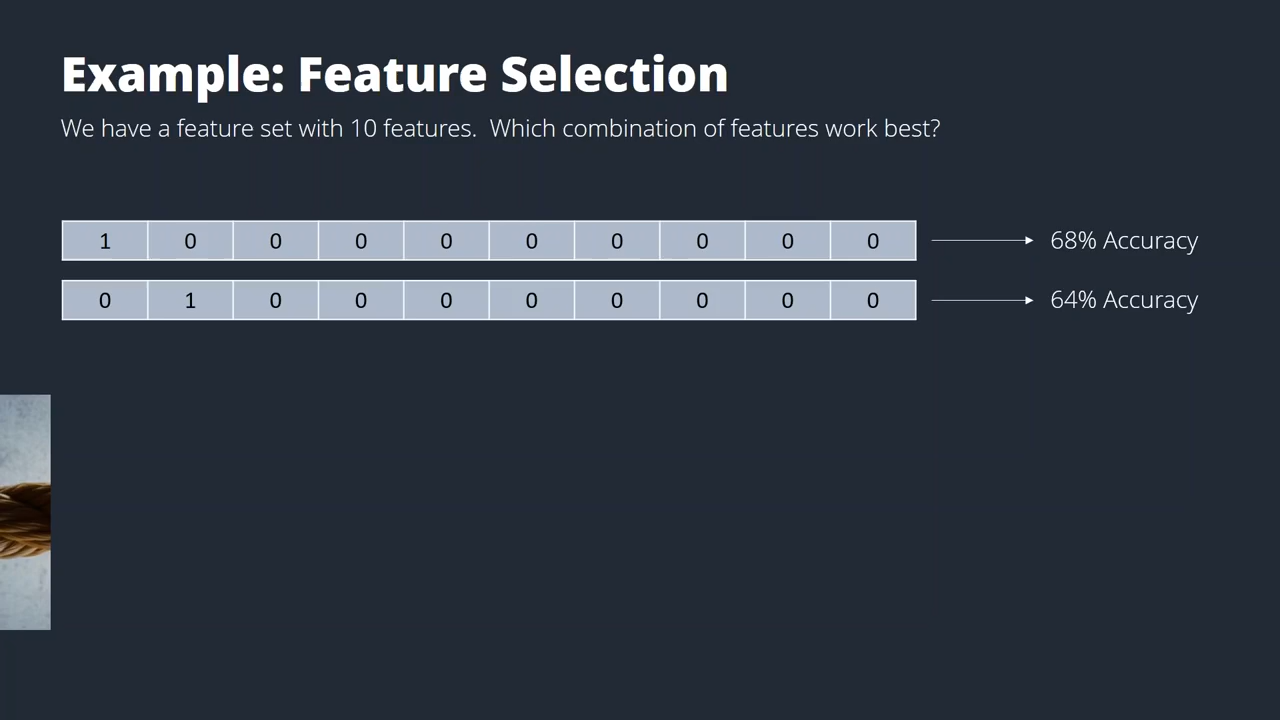 Example: Feature Selection
We have a feature set with 10 features.  Which combination of features work best?
1 0 0 0 0 0 0 0 0 0 68% Accuracy
0 1 0 0 0 0 0 0 0 0 64% Accuracy